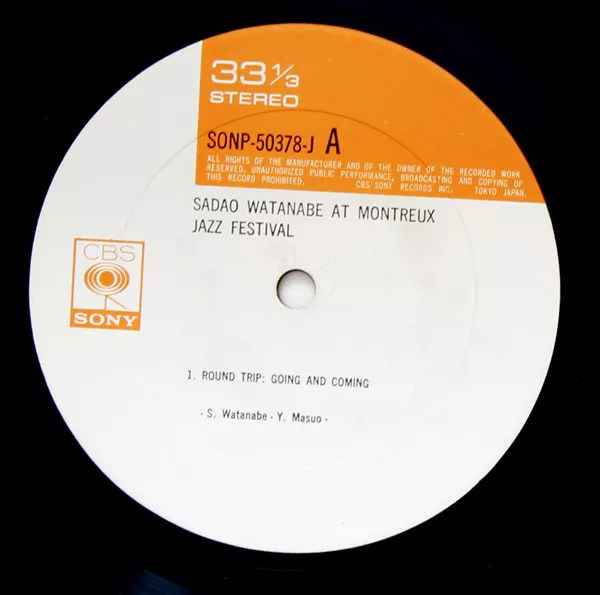 33 1/3
STEREO
SONP-50378-J A
ALL RIGHTS OF THE MANUFACTURER AND OF THE OWNER OF THE RECORDED WORK
RESERVED. UNAUTHORIZED PUBLIC PERFORMANCE, BROADCASTING AND COPYING OF
THIS RECORD PROHIBITED. CBS/SONY RECORDS INC. TOKYO JAPAN.
SADAO WATANABE AT MONTREUX
JAZZ FESTIVAL
CBS
SONY
1. ROUND TRIP: GOING AND COMING
- S. Watanabe - Y. Masuo -